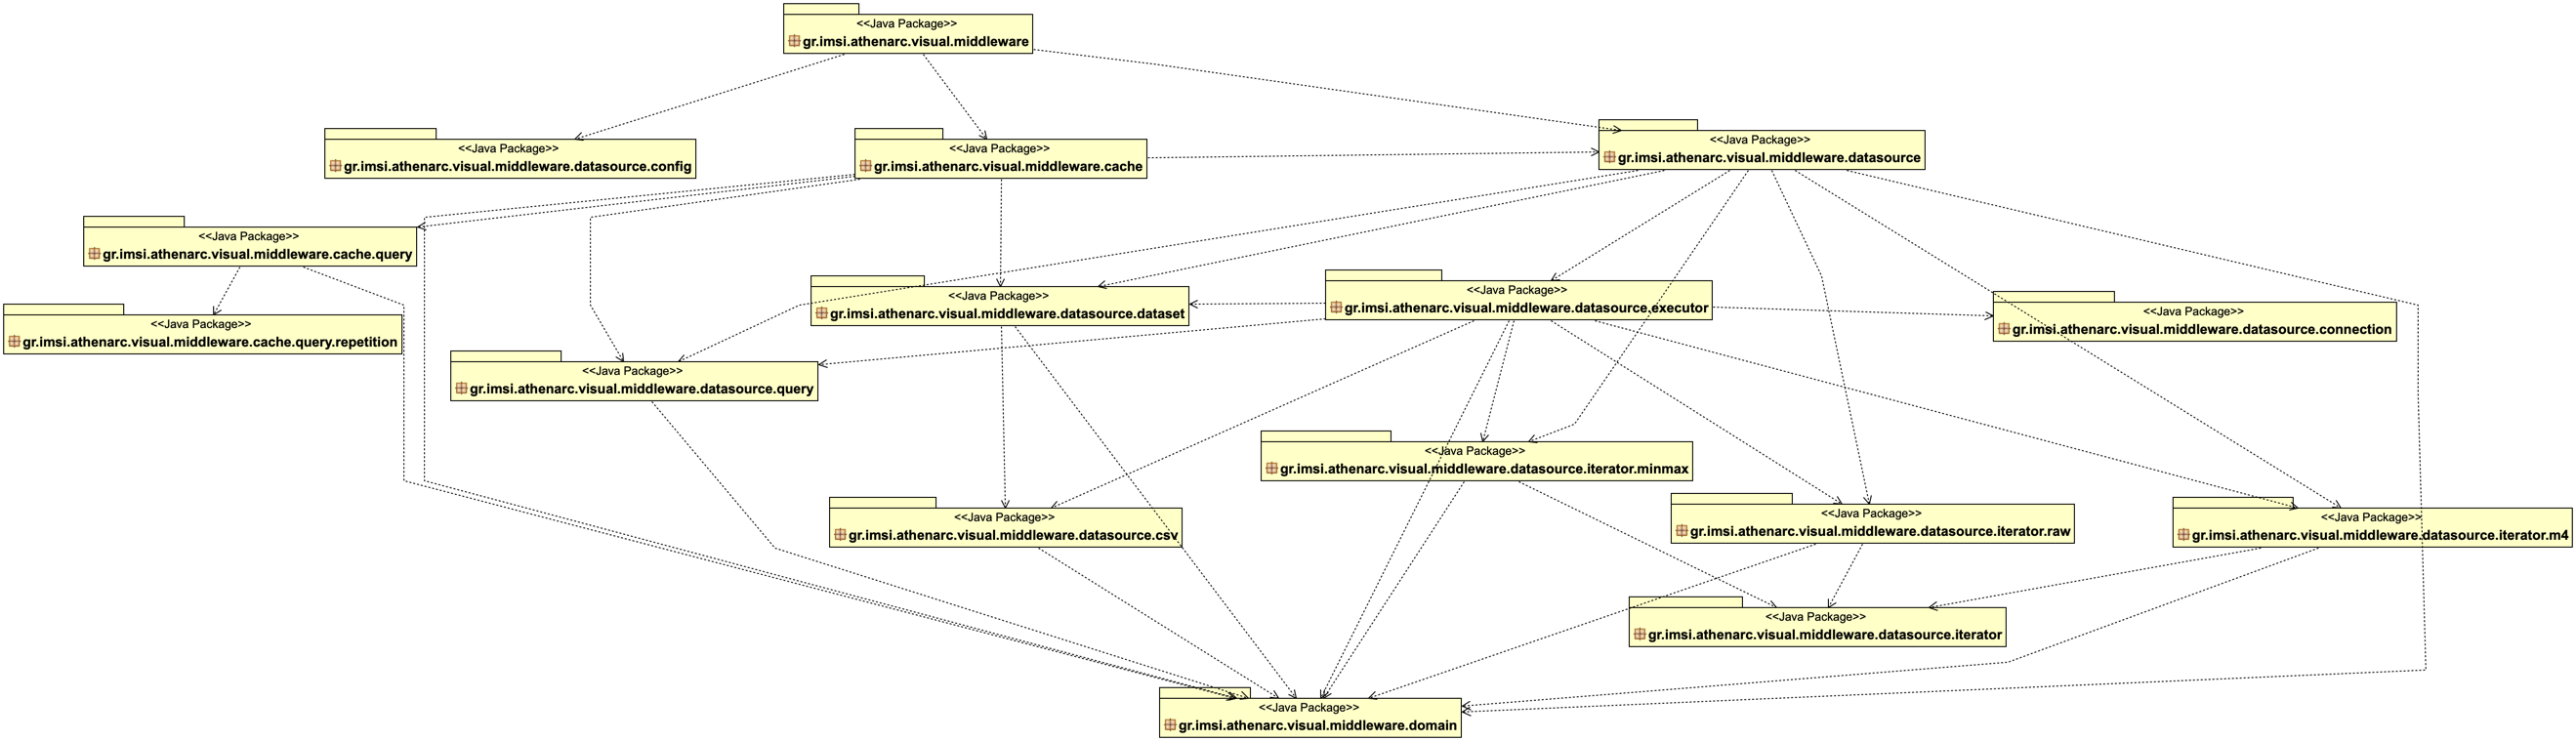 <<Java Package>>
gr.imsi.athenarc.visual.middleware
<<Java Package>>
gr.imsi.athenarc.visual.middleware.datasource.config
<<Java Package>>
gr.imsi.athenarc.visual.middleware.cache
<<Java Package>>
gr.imsi.athenarc.visual.middleware.datasource
<<Java Package>>
gr.imsi.athenarc.visual.middleware.cache.query
<<Java Package>>
gr.imsi.athenarc.visual.middleware.datasource.dataset
<<Java Package>>
gr.imsi.athenarc.visual.middleware.datasource.executor
<<Java Package>>
gr.imsi.athenarc.visual.middleware.datasource.connection
<<Java Package>>
gr.imsi.athenarc.visual.middleware.cache.query.repetition
<<Java Package>>
gr.imsi.athenarc.visual.middleware.datasource.query
<<Java Package>>
gr.imsi.athenarc.visual.middleware.datasource.iterator.minmax
<<Java Package>>
gr.imsi.athenarc.visual.middleware.datasource.csv
<<Java Package>>
gr.imsi.athenarc.visual.middleware.datasource.iterator.raw
<<Java Package>>
gr.imsi.athenarc.visual.middleware.datasource.iterator.m4
<<Java Package>>
gr.imsi.athenarc.visual.middleware.datasource.iterator
<<Java Package>>
gr.imsi.athenarc.visual.middleware.domain